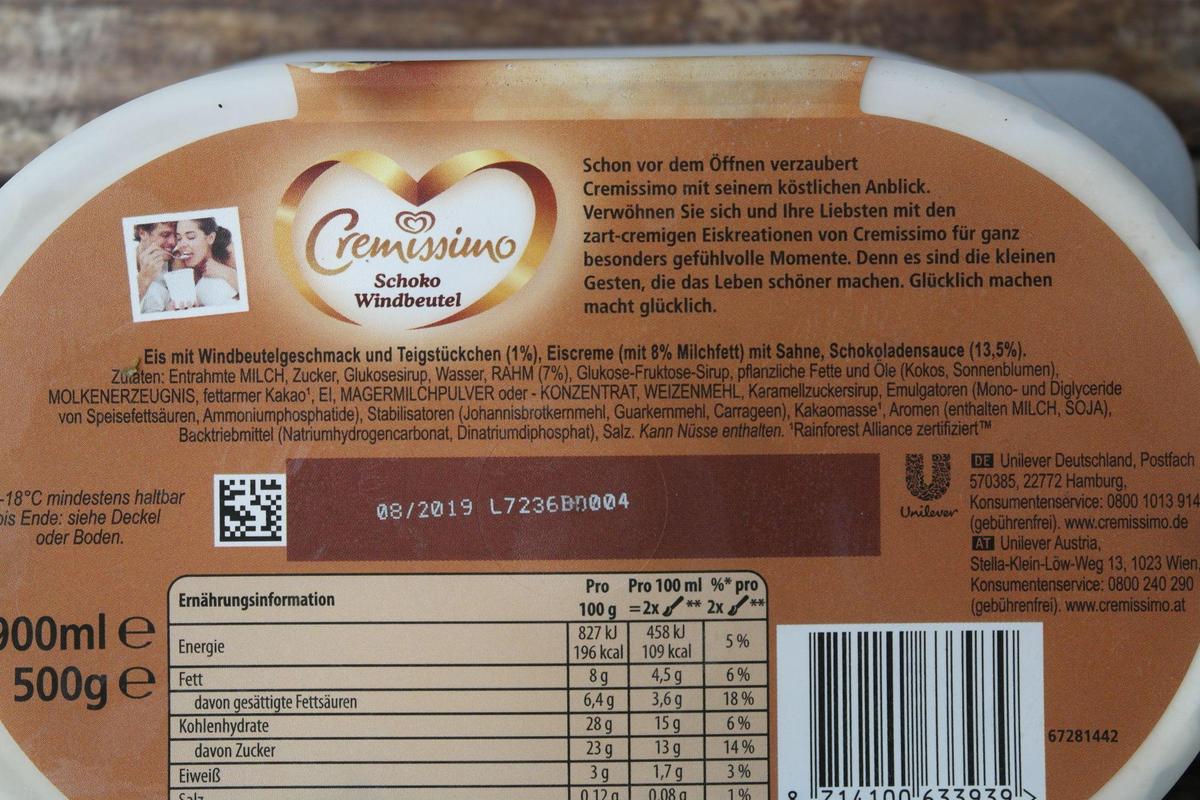 Cremissimo
Schoko
Windbeutel
Schon vor dem Öffnen verzaubert
Cremissimo mit seinem köstlichen Anblick.
Verwöhnen Sie sich und Ihre Liebsten mit den
zart-cremigen Eiskreationen von Cremissimo für ganz
besonders gefühlvolle Momente. Denn es sind die kleinen
Gesten, die das Leben schöner machen. Glücklich machen
macht glücklich.
Eis mit Windbeutelgeschmack und Teigstückchen (1%), Eiscreme (mit 8% Milchfett) mit Sahne, Schokoladensauce (13,5%).
Zutaten: Entrahmte MILCH, Zucker, Glukosesirup, Wasser, RAHM (7%), Glukose-Fruktose-Sirup, pflanzliche Fette und Öle (Kokos, Sonnenblumen),
MOLKENERZEUGNIS, fettarmer Kakao¹, EI, MAGERMILCHPULVER oder - KONZENTRAT, WEIZENMEHL, Karamellzuckersirup, Emulgatoren (Mono- und Diglyceride
von Speisefettsäuren, Ammoniumphosphatide), Stabilisatoren (Johannisbrotkernmehl, Guarkernmehl, Carrageen), Kakaomasse¹, Aromen (enthalten MILCH, SOJA),
Backtriebmittel (Natriumhydrogencarbonat, Dinatriumdiphosphat), Salz. Kann Nüsse enthalten. ¹Rainforest Alliance zertifiziert™
-18°C mindestens haltbar
bis Ende: siehe Deckel
oder Boden.
08/2019 L7236BD004
Unilever
DE Unilever Deutschland, Postfach
570385, 22772 Hamburg,
Konsumentenservice: 0800 1013 914
(gebührenfrei). www.cremissimo.de
AT Unilever Austria,
Stella-Klein-Löw-Weg 13, 1023 Wien.
Konsumentenservice: 0800 240 290
(gebührenfrei). www.cremissimo.at
900ml e
500g e
Ernährungsinformation Pro 100 g Pro 100 ml =2x ** %* pro 2x **
Energie 827 kJ 196 kcal 458 kJ 109 kcal 5 %
Fett 8 g 4,5 g 6 %
davon gesättigte Fettsäuren 6,4 g 3,6 g 18 %
Kohlenhydrate 28 g 15 g 6 %
davon Zucker 23 g 13 g 14 %
Eiweiß 3 g 1,7 g 3 %
Salz 0,12 g 0,08 g 1 %
67281442
8 714100 633939 >